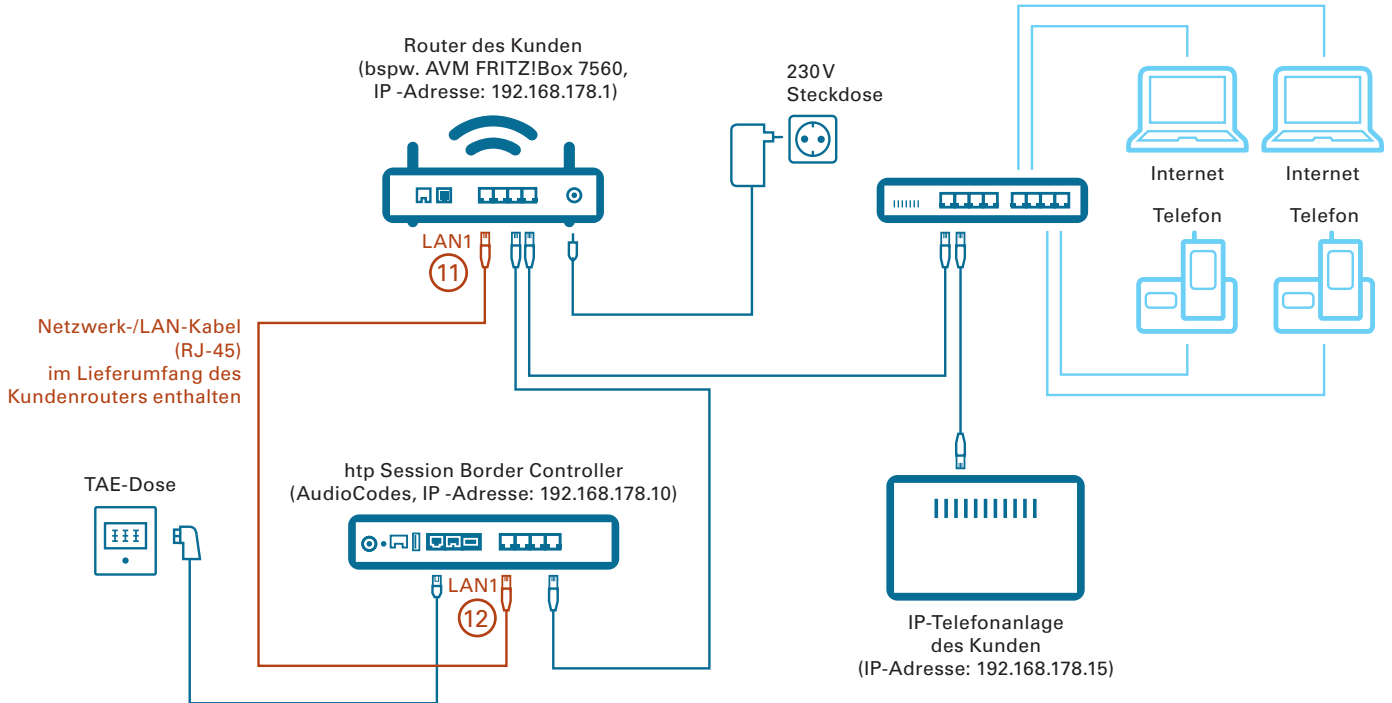 Router des Kunden
(bspw. AVM FRITZ!Box 7560,
IP -Adresse: 192.168.178.1)
230 V
Steckdose
Internet
Internet
Telefon
Telefon
LAN1
11
Netzwerk-/LAN-Kabel
(RJ-45)
im Lieferumfang des
Kundenrouters enthalten
TAE-Dose
htp Session Border Controller
(AudioCodes, IP -Adresse: 192.168.178.10)
LAN1
12
IP-Telefonanlage
des Kunden
(IP-Adresse: 192.168.178.15)